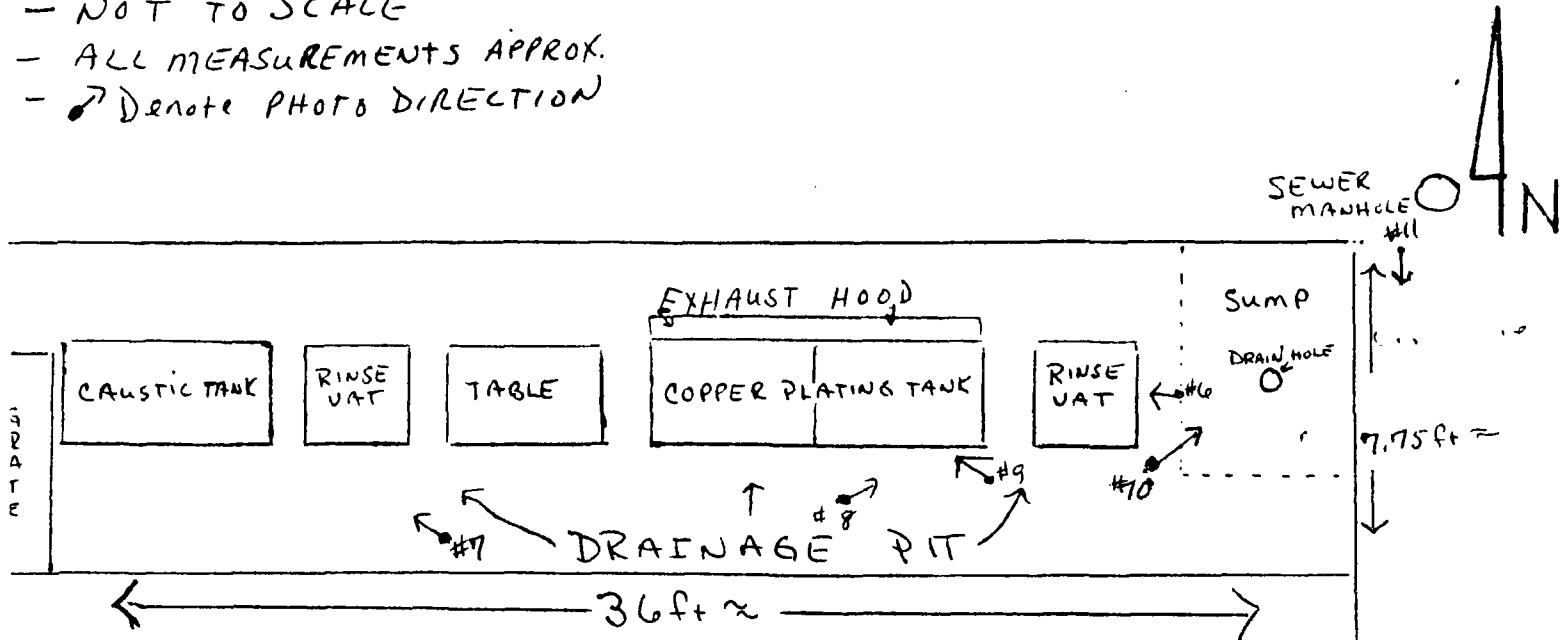 - NOT TO SCALE
- ALL MEASUREMENTS APPROX.
- Denote PHOTO DIRECTION
SEWER
MANHOLE
#11
N
EXHAUST HOOD
SUMP
DRAIN HOLE
CAUSTIC TANK
RINSE
VAT
TABLE
COPPER PLATING TANK
RINSE
VAT
#6
GRATE
7.75ft ≈
#9
#10
#8
#7
DRAINAGE PIT
36ft ≈